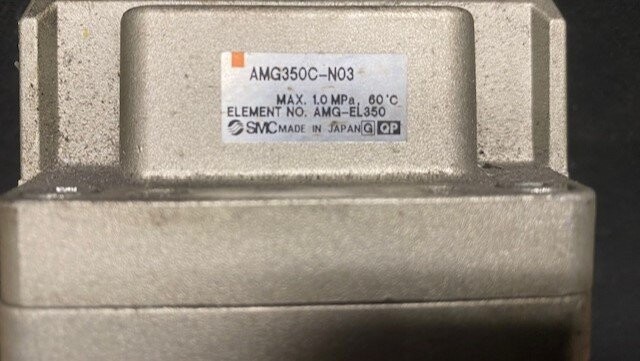 AMG350C-N03
MAX. 1.0 MPa, 60°C
ELEMENT NO. AMG-EL350
SMC MADE IN JAPAN G QP